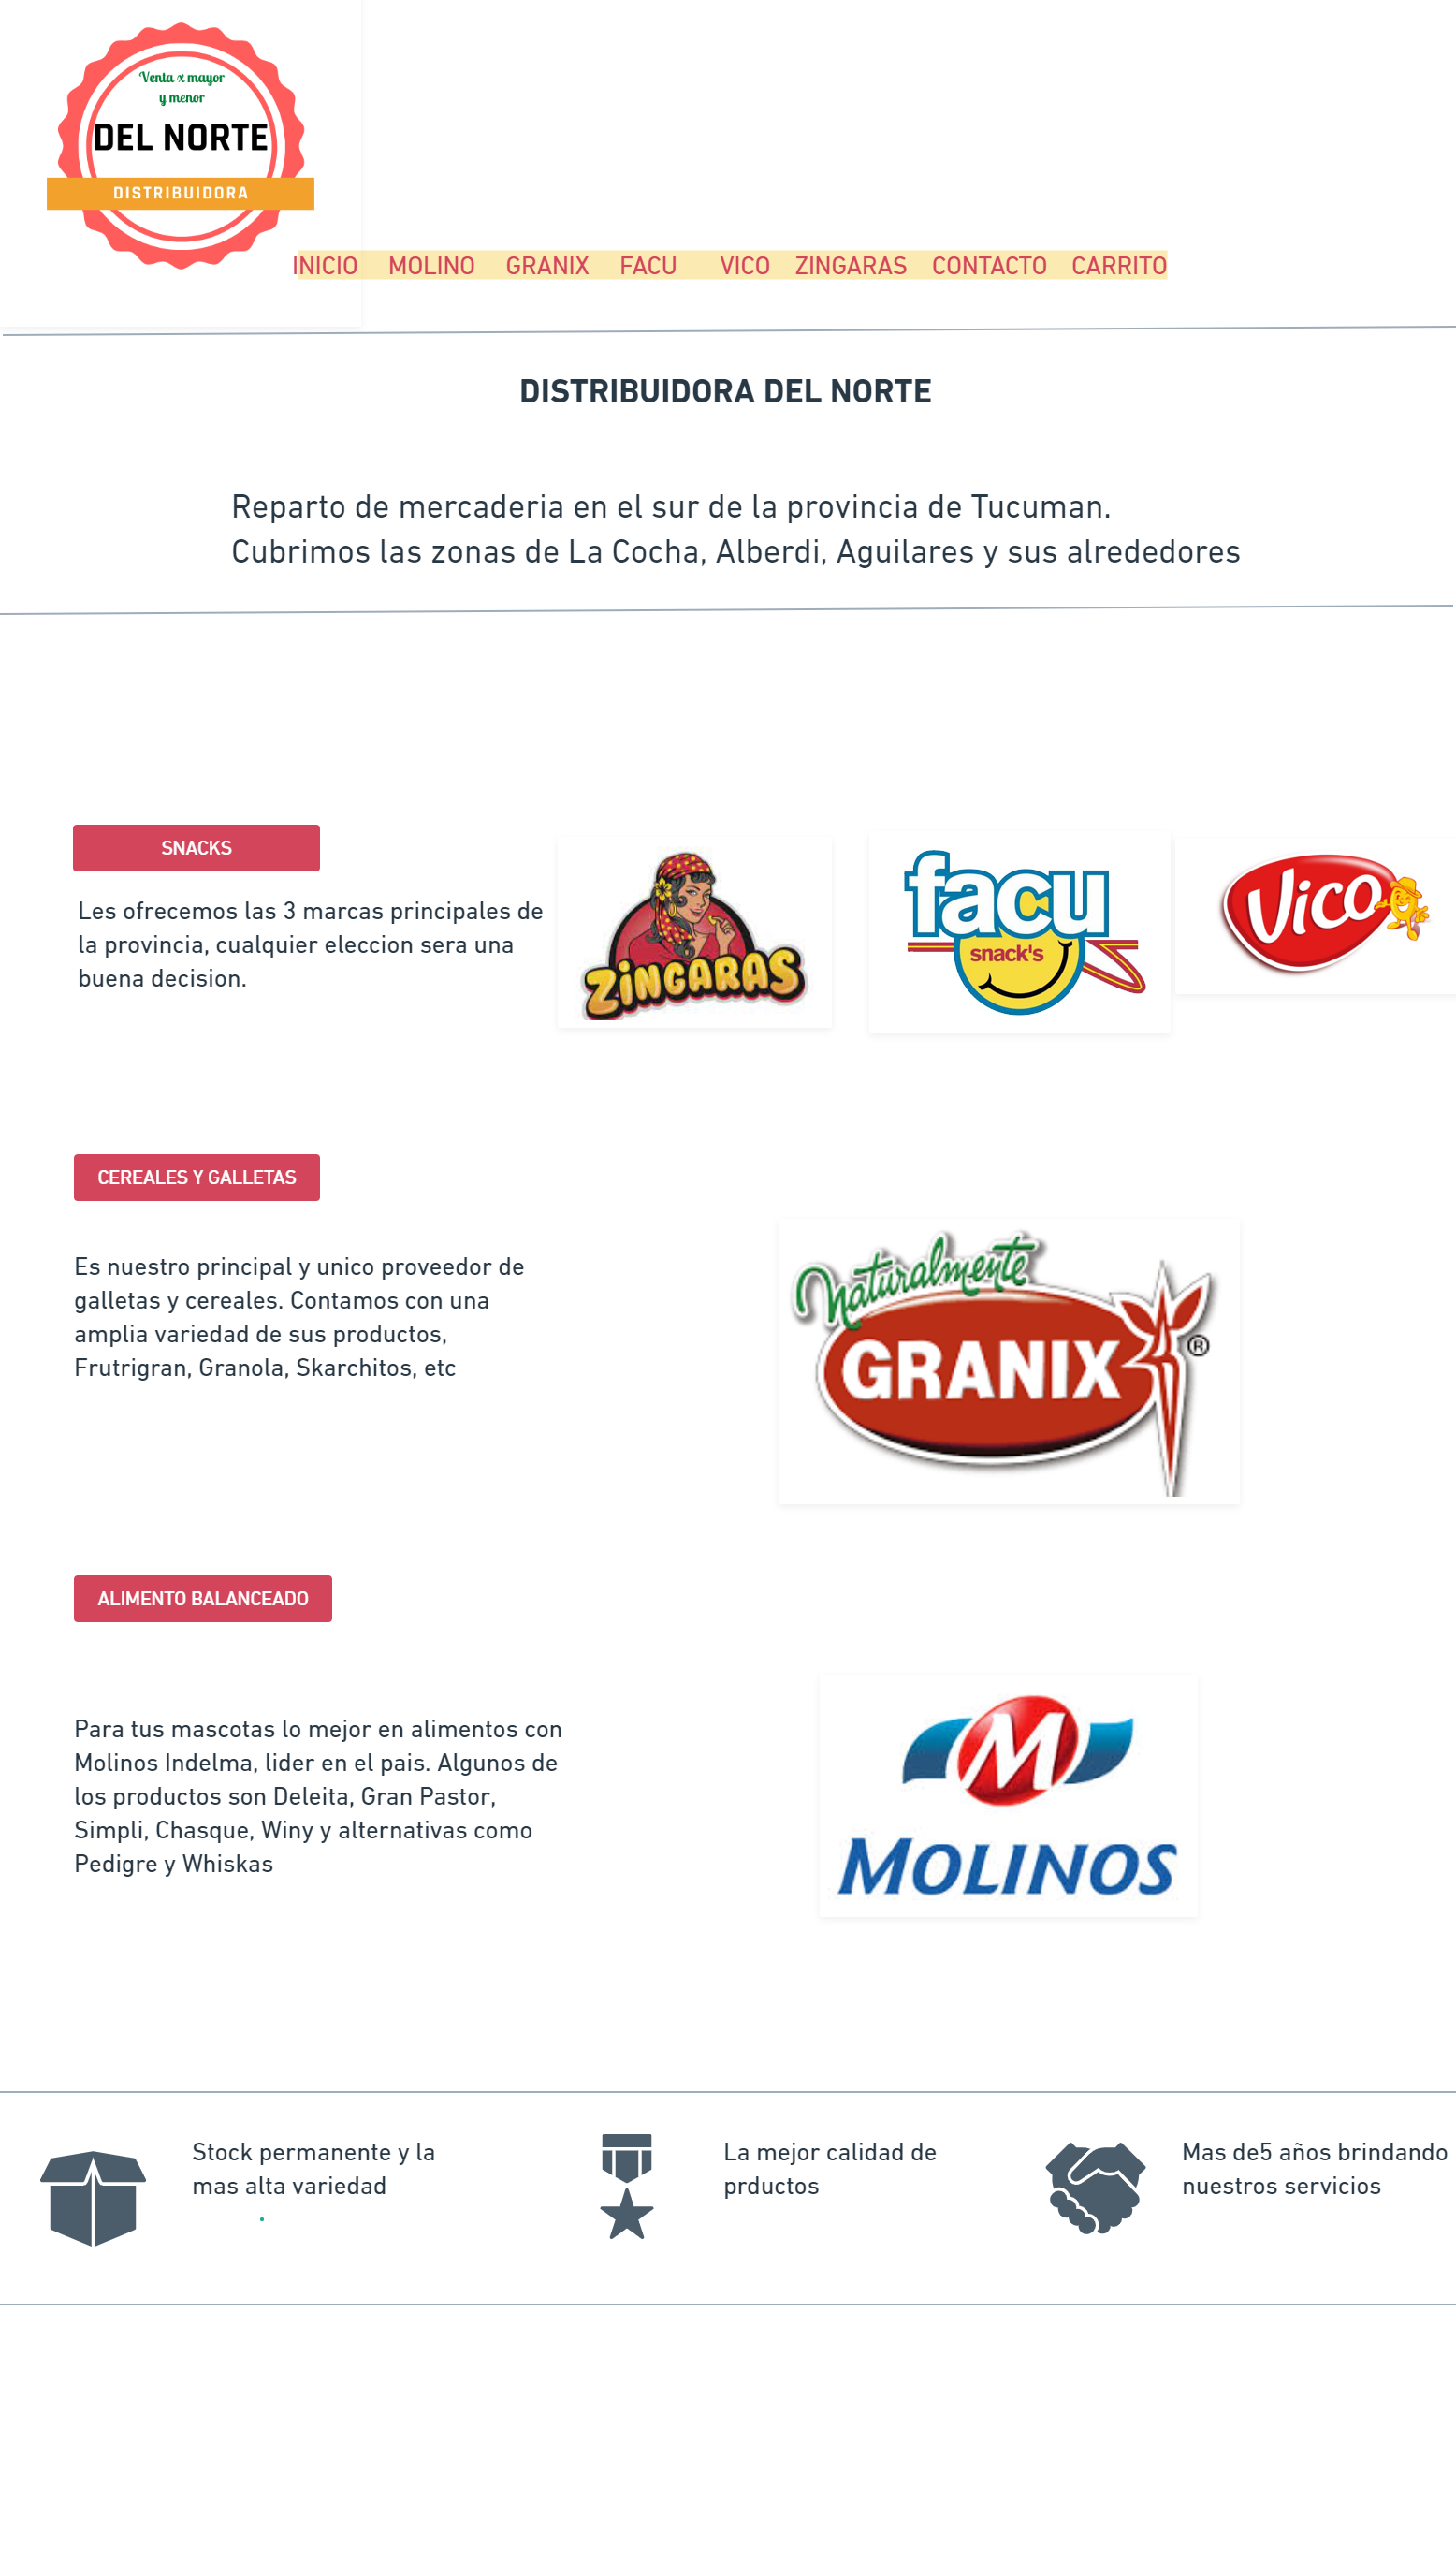 Venta x mayor
y menor
DEL NORTE
DISTRIBUIDORA
INICIO MOLINO GRANIX FACU VICO ZINGARAS CONTACTO CARRITO
DISTRIBUIDORA DEL NORTE
Reparto de mercaderia en el sur de la provincia de Tucuman.
Cubrimos las zonas de La Cocha, Alberdi, Aguilares y sus alrededores
SNACKS
Les ofrecemos las 3 marcas principales de
la provincia, cualquier eleccion sera una
buena decision.
ZINGARAS
facu
snack's
Vico
CEREALES Y GALLETAS
Es nuestro principal y unico proveedor de
galletas y cereales. Contamos con una
amplia variedad de sus productos,
Frutrigran, Granola, Skarchitos, etc
Naturalmente
GRANIX
®
ALIMENTO BALANCEADO
Para tus mascotas lo mejor en alimentos con
Molinos Indelma, lider en el pais. Algunos de
los productos son Deleita, Gran Pastor,
Simpli, Chasque, Winy y alternativas como
Pedigre y Whiskas
M
MOLINOS
Stock permanente y la
mas alta variedad
La mejor calidad de
prductos
Mas de5 años brindando
nuestros servicios